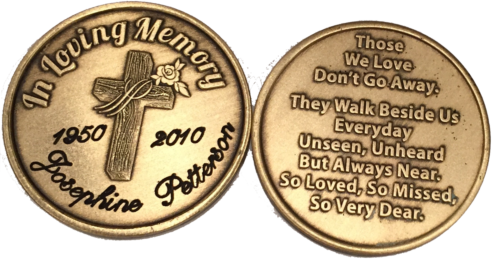 In Loving Memory
1950 2010
Josephine Petterson
Those
We Love
Don't Go Away.
They Walk Beside Us
Everyday
Unseen, Unheard
But Always Near.
So Loved, So Missed,
So Very Dear.